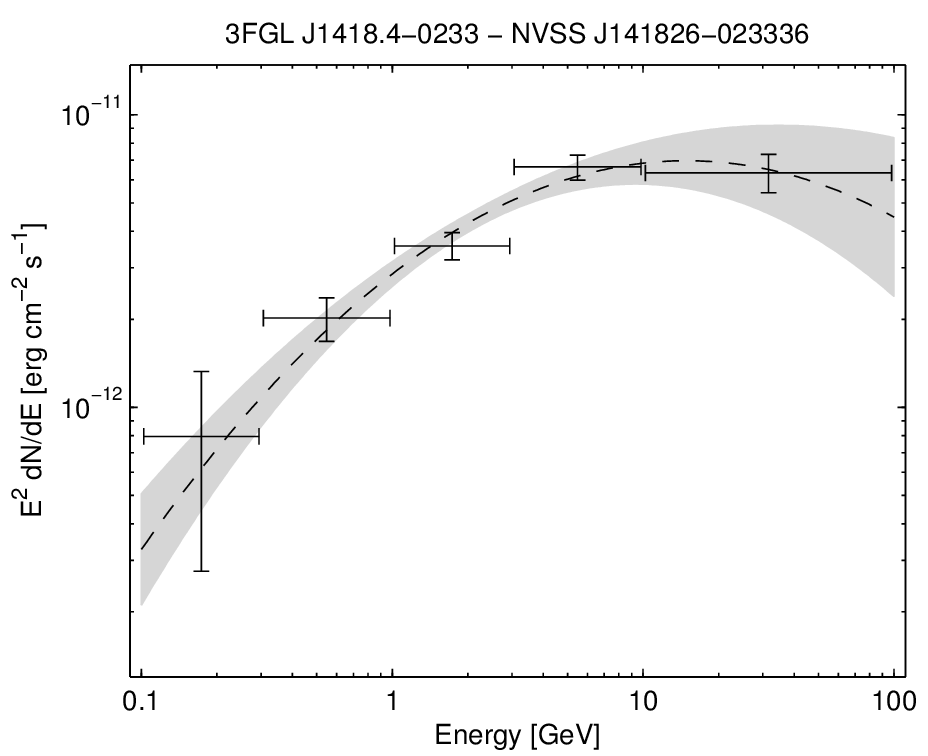 3FGL J1418.4−0233 − NVSS J141826−023336
10⁻¹¹
10⁻¹²
E² dN/dE [erg cm⁻² s⁻¹]
0.1 1 10 100
Energy [GeV]